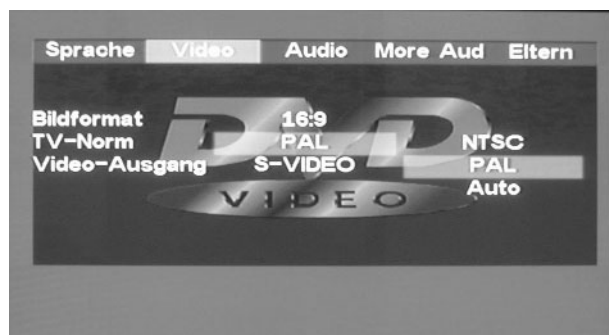 Sprache Video Audio More Aud Eltern
Bildformat 16:9
TV-Norm PAL NTSC
Video-Ausgang S-VIDEO PAL
Auto
DVD
VIDEO